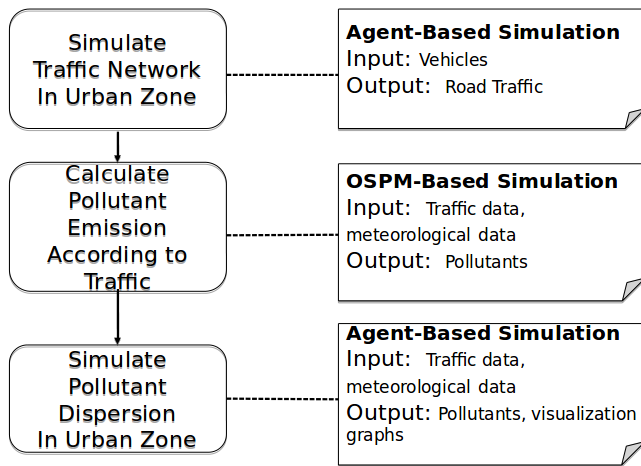 Simulate
Traffic Network
In Urban Zone
Agent-Based Simulation
Input: Vehicles
Output: Road Traffic
Calculate
Pollutant
Emission
According to
Traffic
OSPM-Based Simulation
Input: Traffic data,
meteorological data
Output: Pollutants
Simulate
Pollutant
Dispersion
In Urban Zone
Agent-Based Simulation
Input: Traffic data,
meteorological data
Output: Pollutants, visualization
graphs